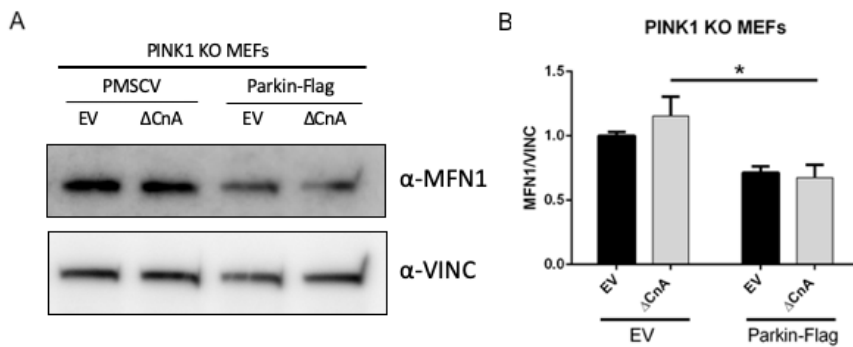 A
PINK1 KO MEFs
PMSCV Parkin-Flag
EV ΔCnA EV ΔCnA
α-MFN1
α-VINC
B
PINK1 KO MEFs
MFN1/VINC
1.5
1.0
0.5
0.0
*
EV ΔCnA EV ΔCnA
EV Parkin-Flag